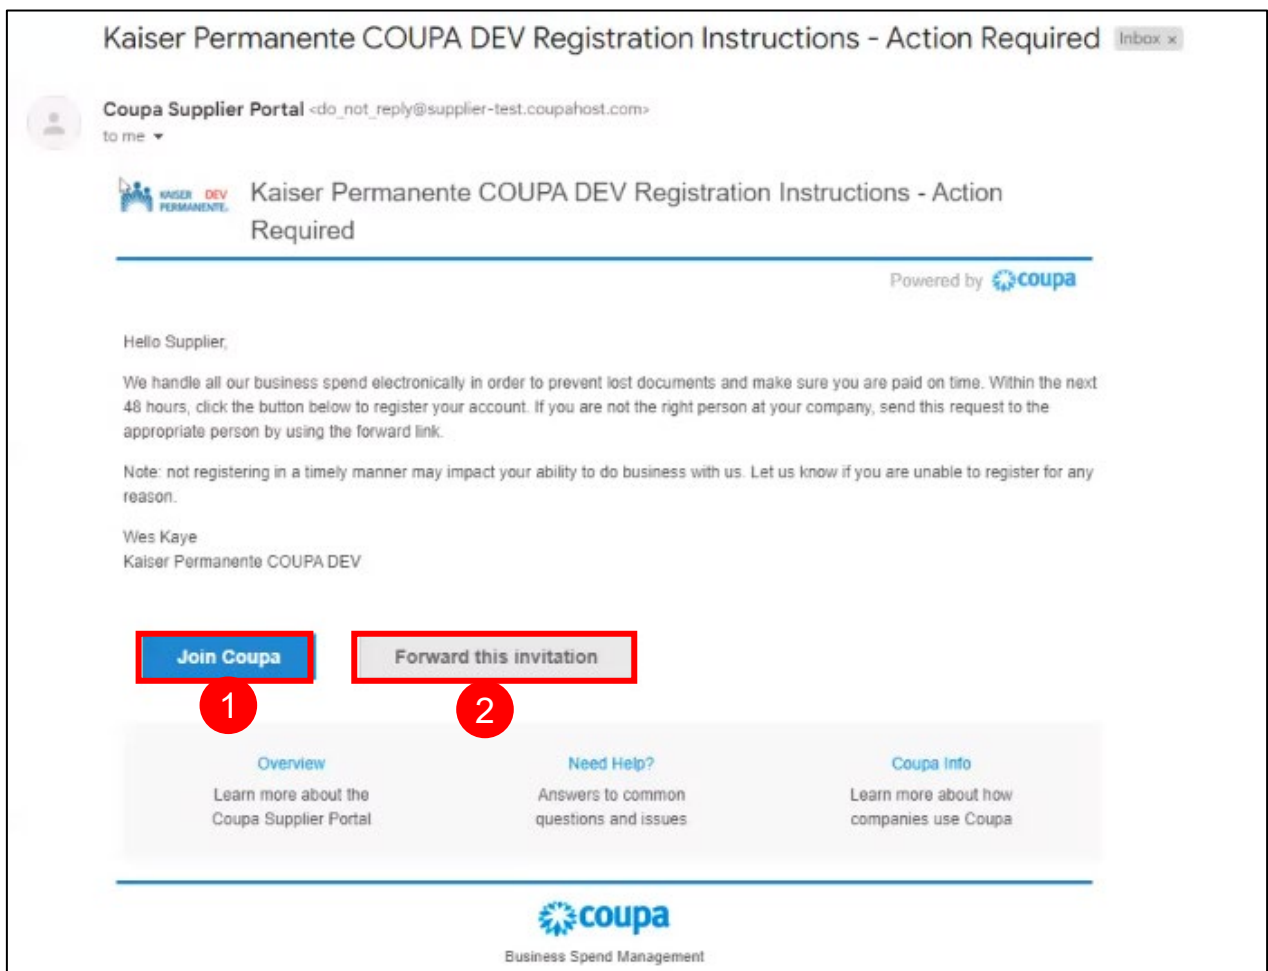 Kaiser Permanente COUPA DEV Registration Instructions - Action Required Inbox x
Coupa Supplier Portal <do_not_reply@supplier-test.coupahost.com>
to me
KAISER DEV
PERMANENTE.
Kaiser Permanente COUPA DEV Registration Instructions - Action
Required
Powered by coupa
Hello Supplier,
We handle all our business spend electronically in order to prevent lost documents and make sure you are paid on time. Within the next
48 hours, click the button below to register your account. If you are not the right person at your company, send this request to the
appropriate person by using the forward link.
Note: not registering in a timely manner may impact your ability to do business with us. Let us know if you are unable to register for any
reason.
Wes Kaye
Kaiser Permanente COUPA DEV
Join Coupa
Forward this invitation
1
2
Overview
Learn more about the
Coupa Supplier Portal
Need Help?
Answers to common
questions and issues
Coupa Info
Learn more about how
companies use Coupa
coupa
Business Spend Management